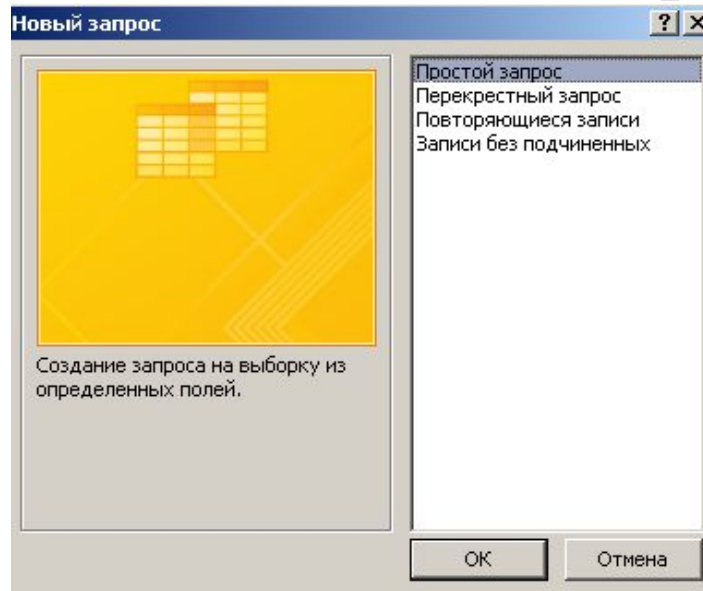 Новый запрос
Простой запрос
Перекрестный запрос
Повторяющиеся записи
Записи без подчиненных
Создание запроса на выборку из
определенных полей.
ОК
Отмена